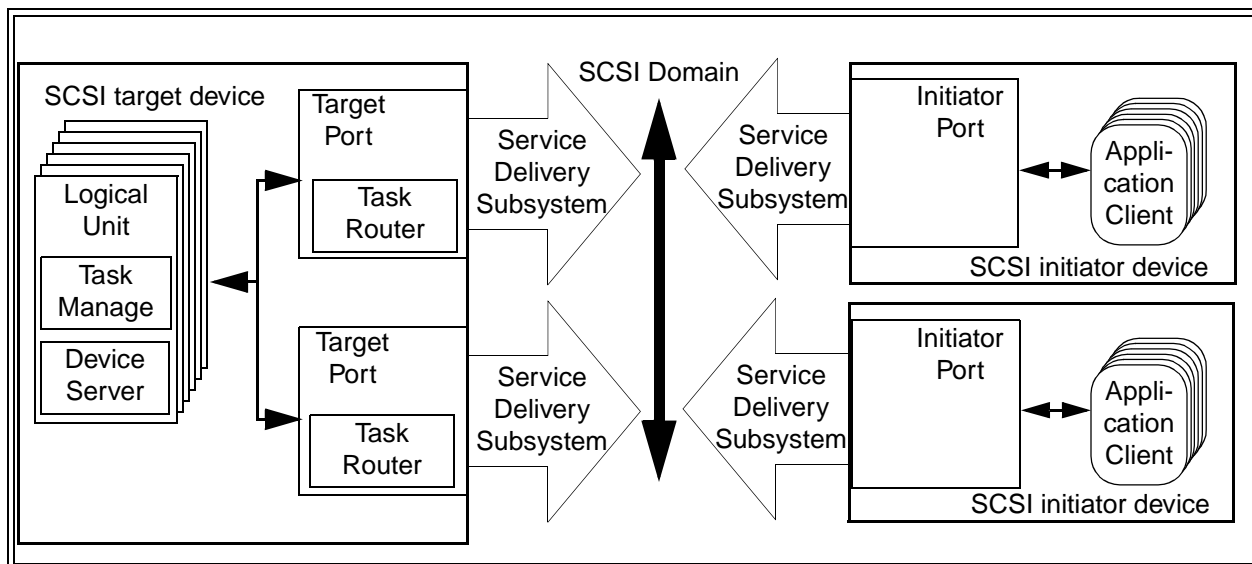 SCSI target device
Logical
Unit
Task
Manage
Device
Server
Target
Port
Task
Router
Target
Port
Task
Router
Service
Delivery
Subsystem
Service
Delivery
Subsystem
SCSI Domain
Service
Delivery
Subsystem
Service
Delivery
Subsystem
Initiator
Port
Appli-
cation
Client
SCSI initiator device
Initiator
Port
Appli-
cation
Client
SCSI initiator device